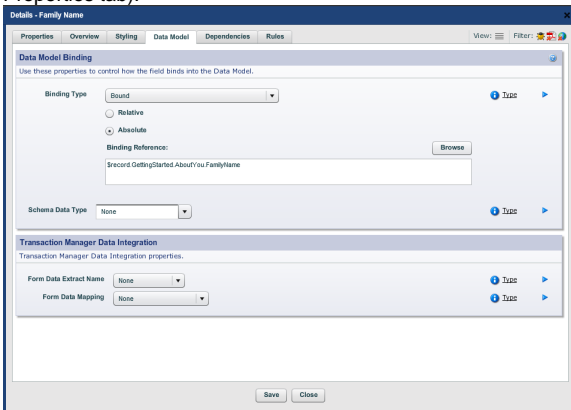 Properties tab).
Details - Family Name
Properties Overview Styling Data Model Dependencies Rules View: Filter:
Data Model Binding
Use these properties to control how the field binds into the Data Model.
Binding Type Bound Type
Relative
Absolute
Binding Reference: Browse
$record.GettingStarted.AboutYou.FamilyName
Schema Data Type None Type
Transaction Manager Data Integration
Transaction Manager Data Integration properties.
Form Data Extract Name None Type
Form Data Mapping None Type
Save Close